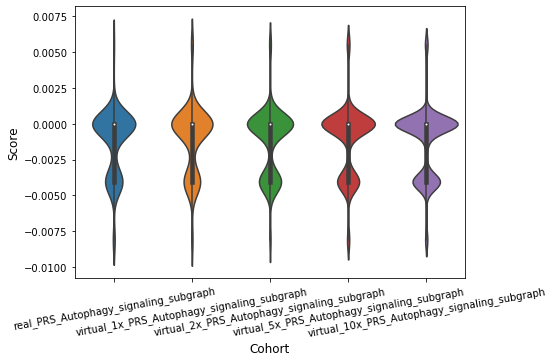 0.0075
0.0050
0.0025
0.0000
−0.0025
−0.0050
−0.0075
−0.0100
Score
real_PRS_Autophagy_signaling_subgraph
virtual_1x_PRS_Autophagy_signaling_subgraph
virtual_2x_PRS_Autophagy_signaling_subgraph
virtual_5x_PRS_Autophagy_signaling_subgraph
virtual_10x_PRS_Autophagy_signaling_subgraph
Cohort